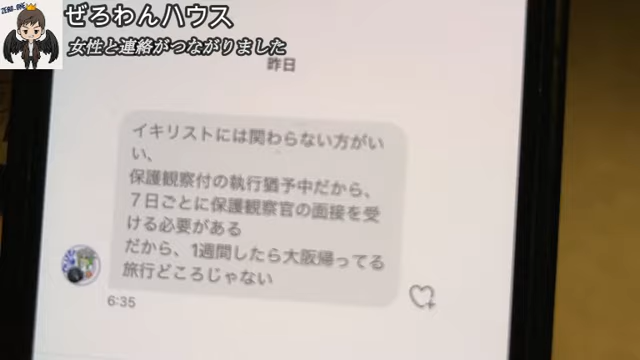 ZERO_ONE
ぜろわんハウス
女性と連絡がつながりました
昨日
イキリストには関わらない方がい
い、
保護観察付の執行猶予中だから、
７日ごとに保護観察官の面接を受
ける必要がある
だから、1週間したら大阪帰ってる
旅行どころじゃない
6:35